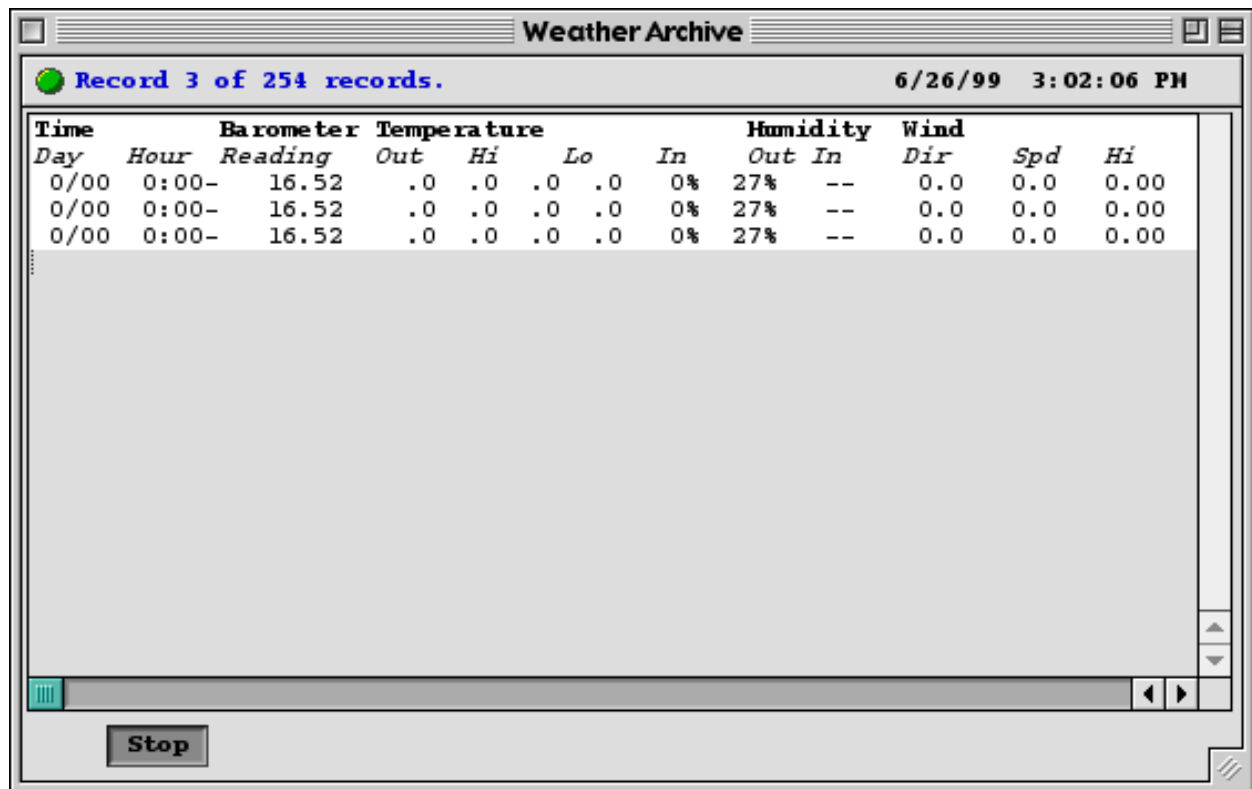 Weather Archive
Record 3 of 254 records. 6/26/99 3:02:06 PM
Time Barometer Temperature Humidity Wind
Day Hour Reading Out Hi Lo In Out In Dir Spd Hi
0/00 0:00- 16.52 .0 .0 .0 .0 0% 27% -- 0.0 0.0 0.00
0/00 0:00- 16.52 .0 .0 .0 .0 0% 27% -- 0.0 0.0 0.00
0/00 0:00- 16.52 .0 .0 .0 .0 0% 27% -- 0.0 0.0 0.00
Stop